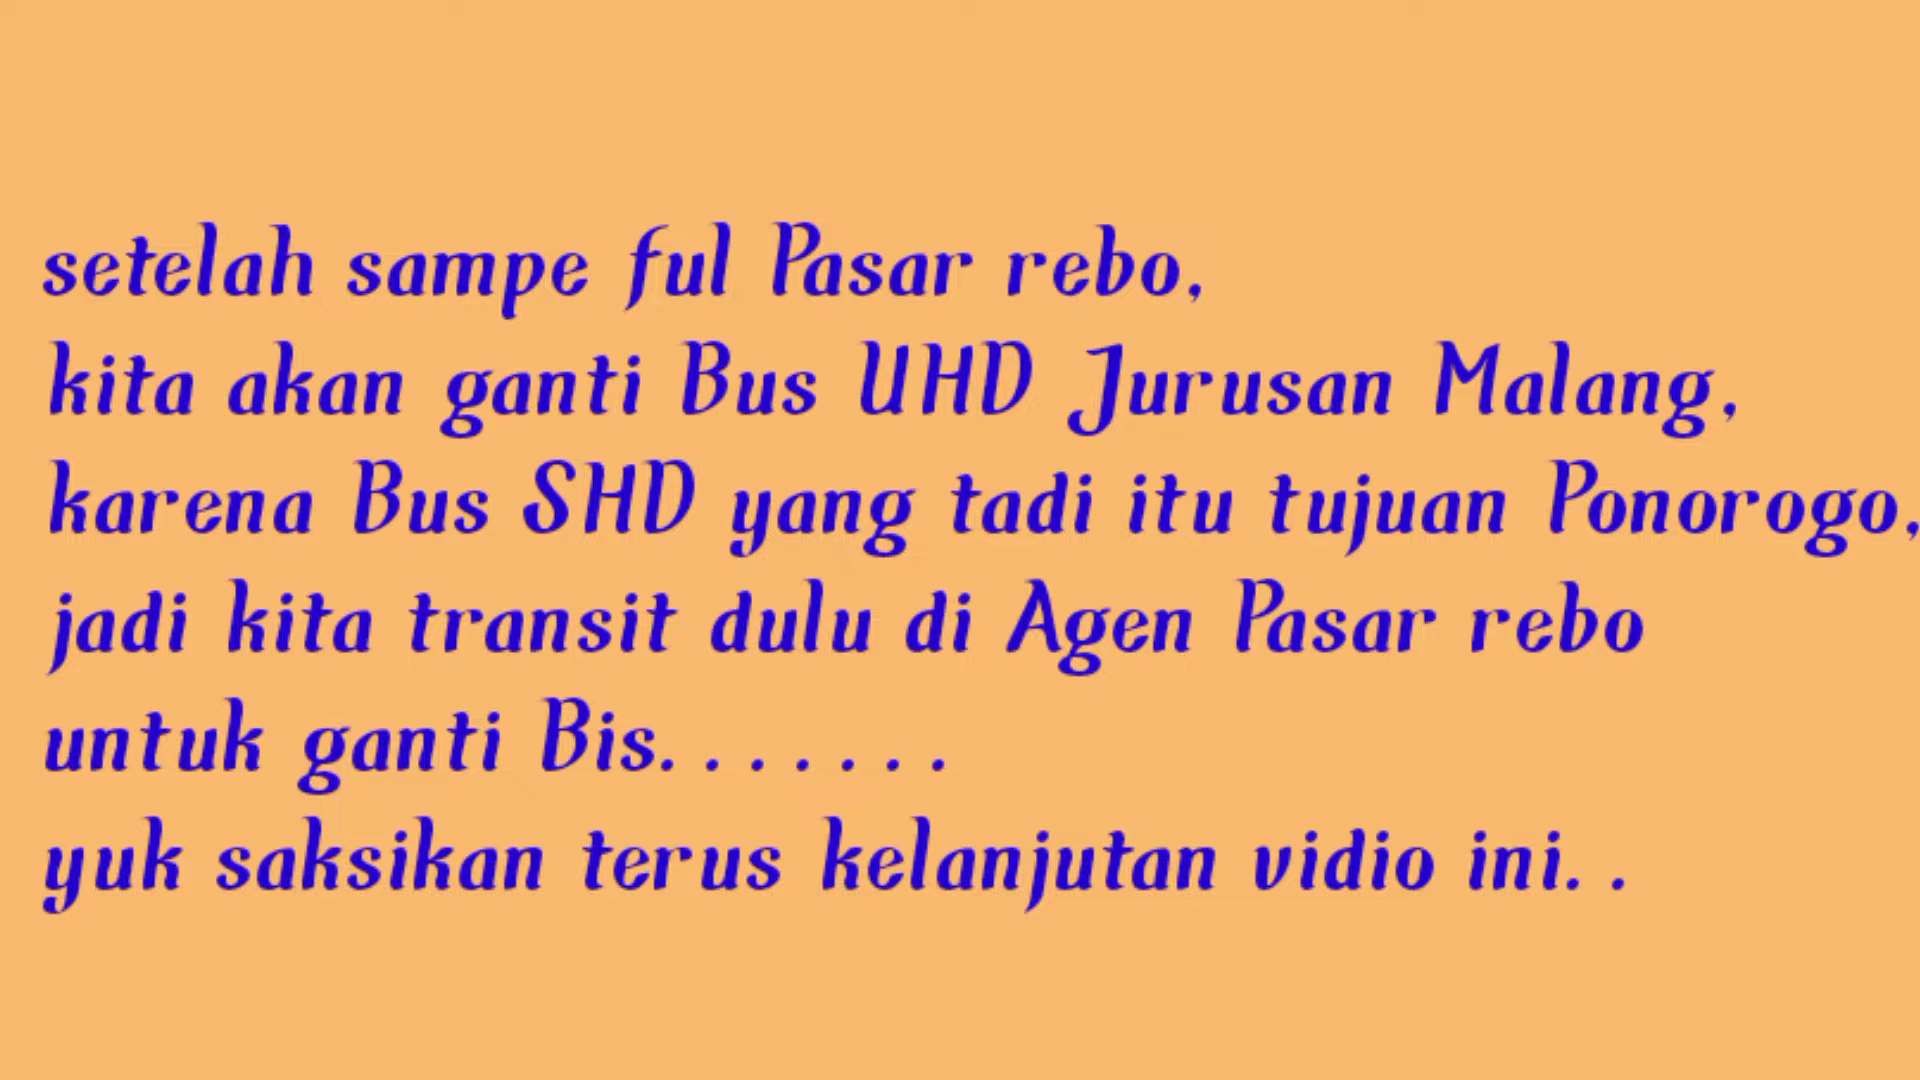 setelah sampe ful Pasar rebo,
kita akan ganti Bus UHD Jurusan Malang,
karena Bus SHD yang tadi itu tujuan Ponorogo,
jadi kita transit dulu di Agen Pasar rebo
untuk ganti Bis.......
yuk saksikan terus kelanjutan vidio ini..